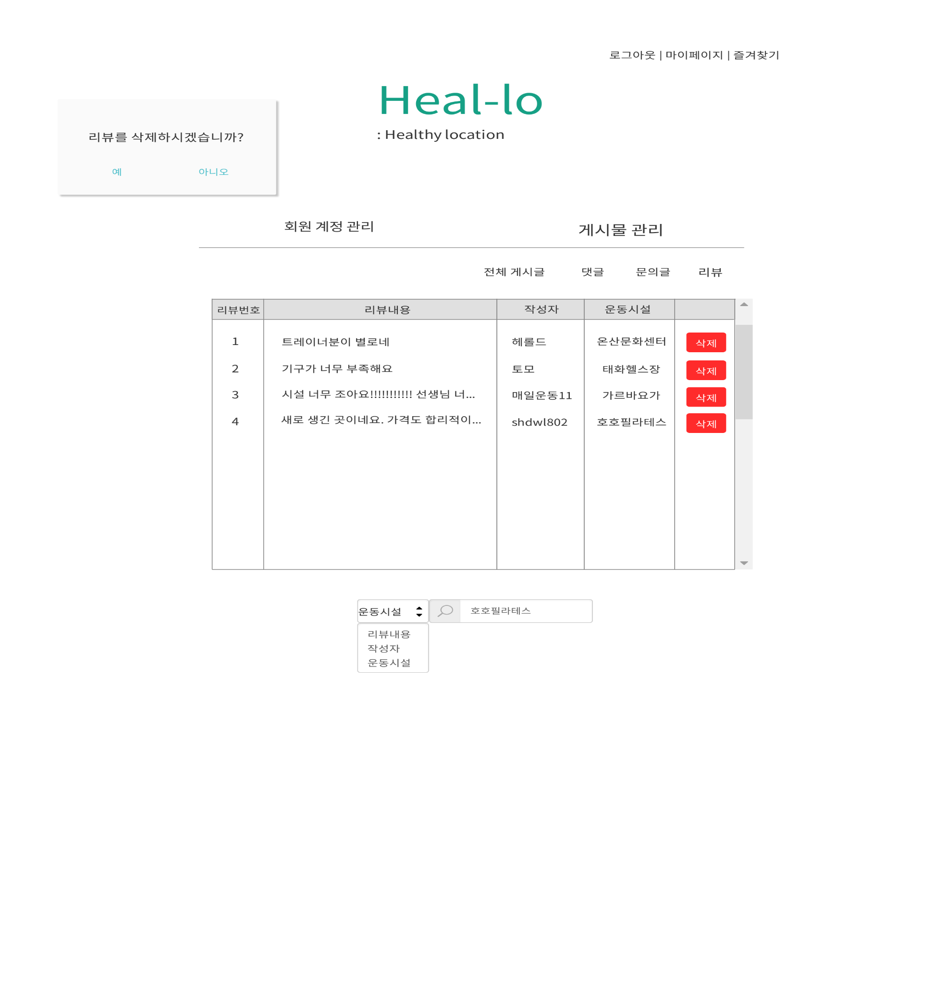 로그아웃 | 마이페이지 | 즐겨찾기
Heal-lo
: Healthy location
리뷰를 삭제하시겠습니까?
예 아니오
회원 계정 관리 게시물 관리
전체 게시글 댓글 문의글 리뷰
리뷰번호 리뷰내용 작성자 운동시설
1 트레이너분이 별로네 헤롤드 온산문화센터 삭제
2 기구가 너무 부족해요 토모 태화헬스장 삭제
3 시설 너무 조아요!!!!!!!!!!! 선생님 너... 매일운동11 가르바요가 삭제
4 새로 생긴 곳이네요. 가격도 합리적이... shdwl802 호호필라테스 삭제
운동시설 호호필라테스
리뷰내용
작성자
운동시설